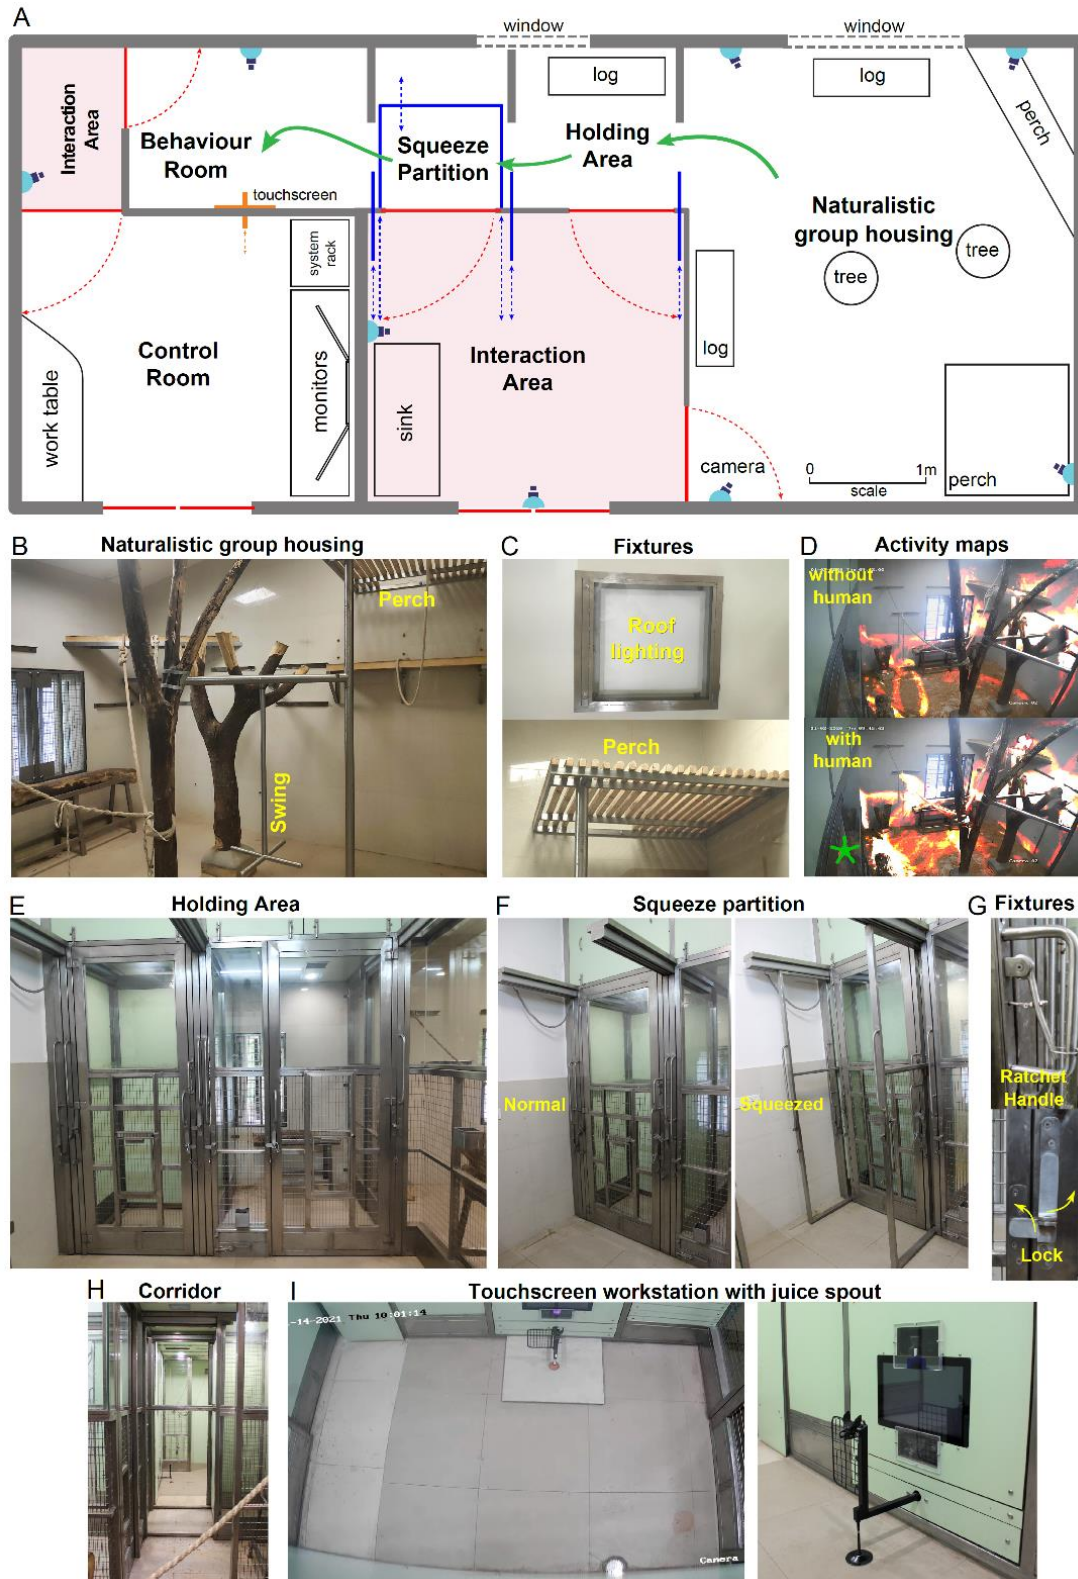 A
window
window
Interaction
Area
log
log
perch
Behaviour
Room
Squeeze
Partition
Holding
Area
touchscreen
Naturalistic
group housing
tree
tree
system
rack
Control
Room
monitors
work table
sink
Interaction
Area
log
camera
0
1m
scale
perch
B
Naturalistic group housing
Perch
Swing
C
Fixtures
Roof
lighting
Perch
D
Activity maps
without
human
with
human
E
Holding Area
F
Squeeze partition
Normal
Squeezed
G
Fixtures
Ratchet
Handle
Lock
H
Corridor
I
Touchscreen workstation with juice spout
-14-2021 Thu 10:01:14
Camera